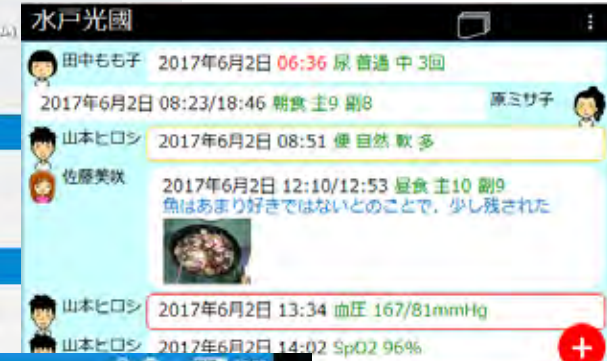 ム)
水戸光國
田中もも子 2017年6月2日 06:36 尿 普通 中 3回
2017年6月2日 08:23/18:46 朝食 主9 副8 原ミサ子
山本ヒロシ 2017年6月2日 08:51 便 自然 軟 多
佐藤美咲 2017年6月2日 12:10/12:53 昼食 主10 副9
魚はあまり好きではないとのことで、少し残された
山本ヒロシ 2017年6月2日 13:34 血圧 167/81mmHg
山本ヒロシ 2017年6月2日 14:02 SpO2 96%